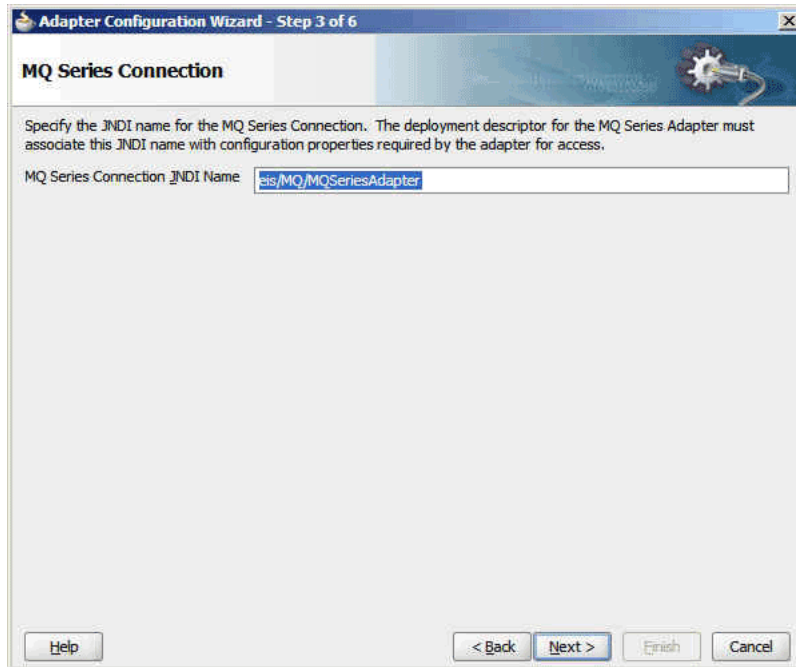 Adapter Configuration Wizard - Step 3 of 6
MQ Series Connection
Specify the JNDI name for the MQ Series Connection. The deployment descriptor for the MQ Series Adapter must
associate this JNDI name with configuration properties required by the adapter for access.
MQ Series Connection JNDI Name eis/MQ/MQSeriesAdapter
Help < Back Next > Finish Cancel